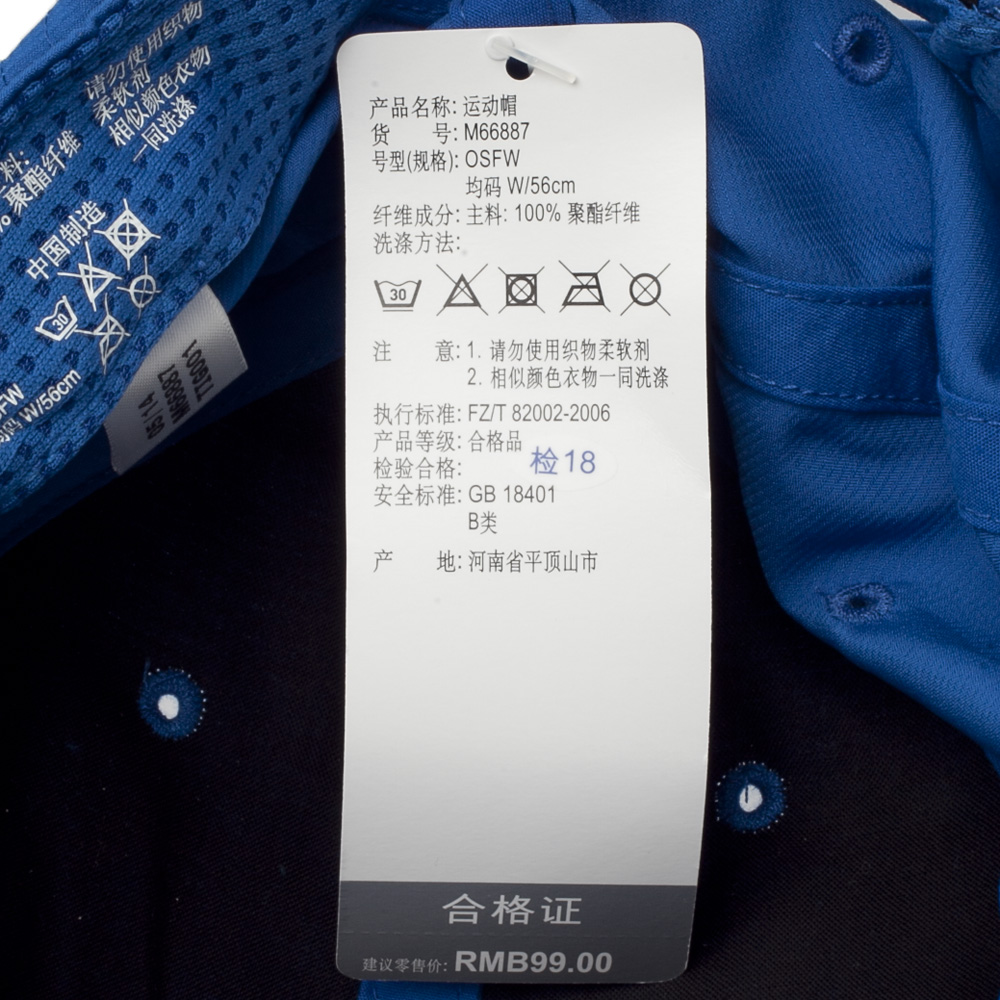 产品名称: 运动帽
货 号: M66887
号型(规格): OSFW
均码 W/56cm
纤维成分: 主料: 100% 聚酯纤维
洗涤方法:
30
注 意: 1. 请勿使用织物柔软剂
2. 相似颜色衣物一同洗涤
执行标准: FZ/T 82002-2006
产品等级: 合格品
检验合格: 检18
安全标准: GB 18401
B类
产 地: 河南省平顶山市
合格证
建议零售价: RMB99.00
请勿使用织物
柔软剂
相似颜色衣物
一同洗涤
料:
% 聚酯纤维
中国制造
30
FW
码 W/56cm
TT6001
M66887
05/14